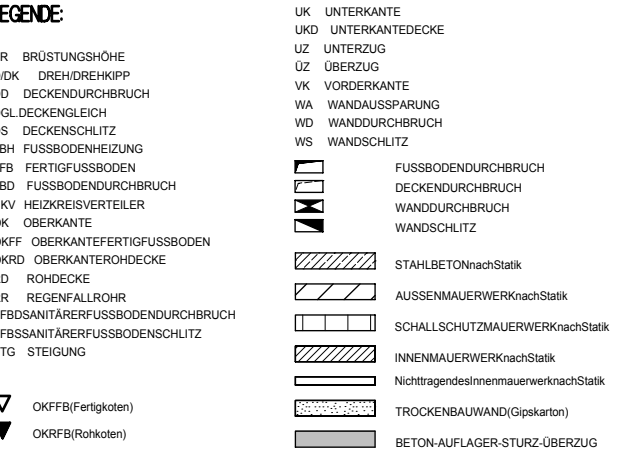 EGENDE:
R BRÜSTUNGSHÖHE
/DK DREH/DREHKIPP
D DECKENDURCHBRUCH
GL.DECKENGLEICH
S DECKENSCHLITZ
BH FUSSBODENHEIZUNG
FB FERTIGFUSSBODEN
BD FUSSBODENDURCHBRUCH
KV HEIZKREISVERTEILER
OK OBERKANTE
OKFF OBERKANTEFERTIGFUSSBODEN
OKRD OBERKANTEROHDECKE
D ROHDECKE
R REGENFALLROHR
FBDSANITÄRERFUSSBODENDURCHBRUCH
FBSSANITÄRERFUSSBODENSCHLITZ
TG STEIGUNG
OKFFB(Fertigkoten)
OKRFB(Rohkoten)
UK UNTERKANTE
UKD UNTERKANTEDECKE
UZ UNTERZUG
ÜZ ÜBERZUG
VK VORDERKANTE
WA WANDAUSSPARUNG
WD WANDDURCHBRUCH
WS WANDSCHLITZ
FUSSBODENDURCHBRUCH
DECKENDURCHBRUCH
WANDDURCHBRUCH
WANDSCHLITZ
STAHLBETONnachStatik
AUSSENMAUERWERKnachStatik
SCHALLSCHUTZMAUERWERKnachStatik
INNENMAUERWERKnachStatik
NichttragendesInnenmauerwerknachStatik
TROCKENBAUWAND(Gipskarton)
BETON-AUFLAGER-STURZ-ÜBERZUG